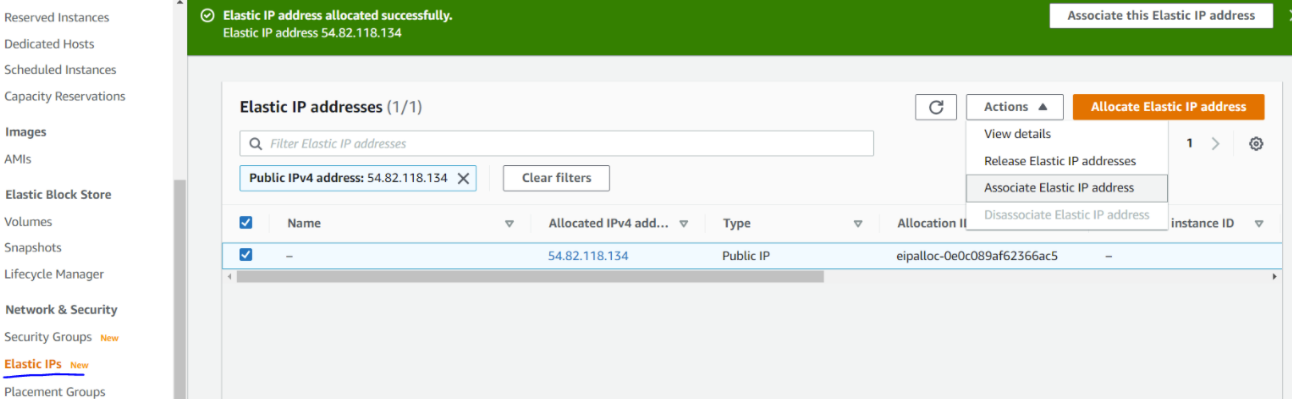 Reserved Instances
Dedicated Hosts
Scheduled Instances
Capacity Reservations
Images
AMIs
Elastic Block Store
Volumes
Snapshots
Lifecycle Manager
Network & Security
Security Groups New
Elastic IPs New
Placement Groups
Elastic IP address allocated successfully.
Elastic IP address 54.82.118.134
Associate this Elastic IP address
Elastic IP addresses (1/1)
Actions
Allocate Elastic IP address
Filter Elastic IP addresses
1
Public IPv4 address: 54.82.118.134
Clear filters
View details
Release Elastic IP addresses
Associate Elastic IP address
Disassociate Elastic IP address
Name Allocated IPv4 add... Type Allocation instance ID
– 54.82.118.134 Public IP eipalloc-0e0c089af62366ac5 –